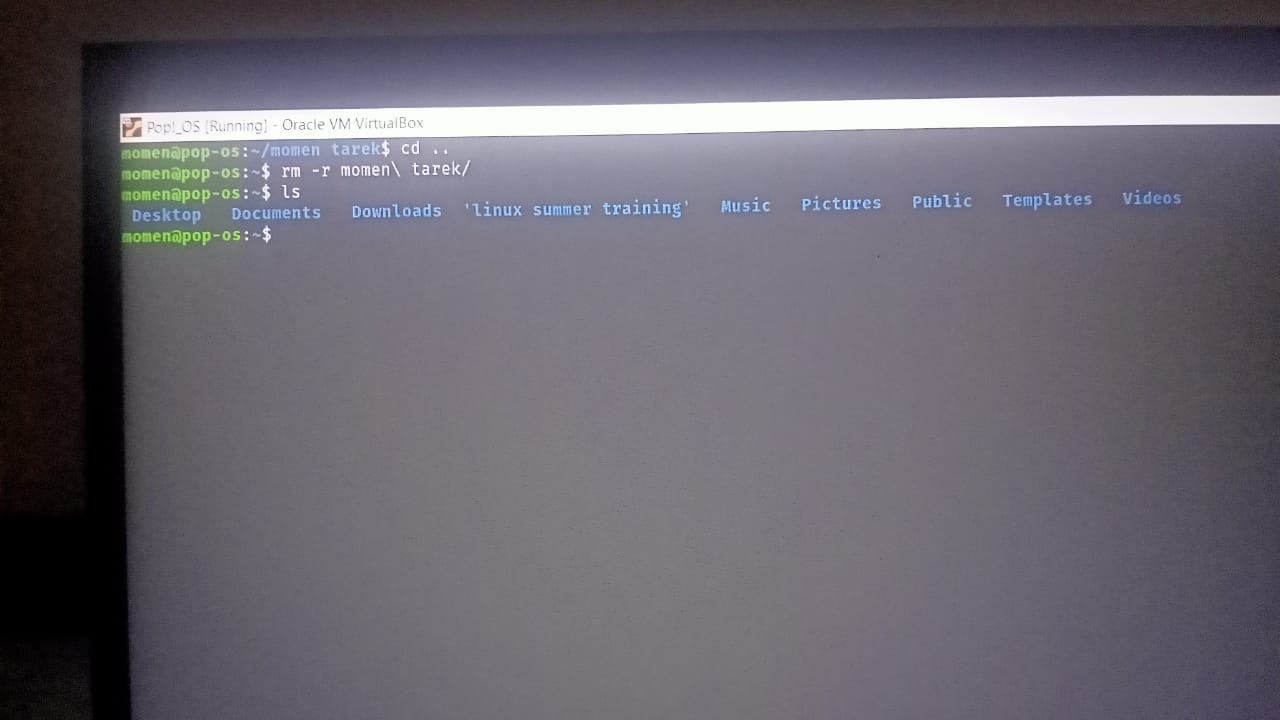 Pop!_OS [Running] - Oracle VM VirtualBox
momen@pop-os:~/momen tarek$ cd ..
momen@pop-os:~$ rm -r momen\ tarek/
momen@pop-os:~$ ls
Desktop Documents Downloads 'linux summer training' Music Pictures Public Templates Videos
momen@pop-os:~$